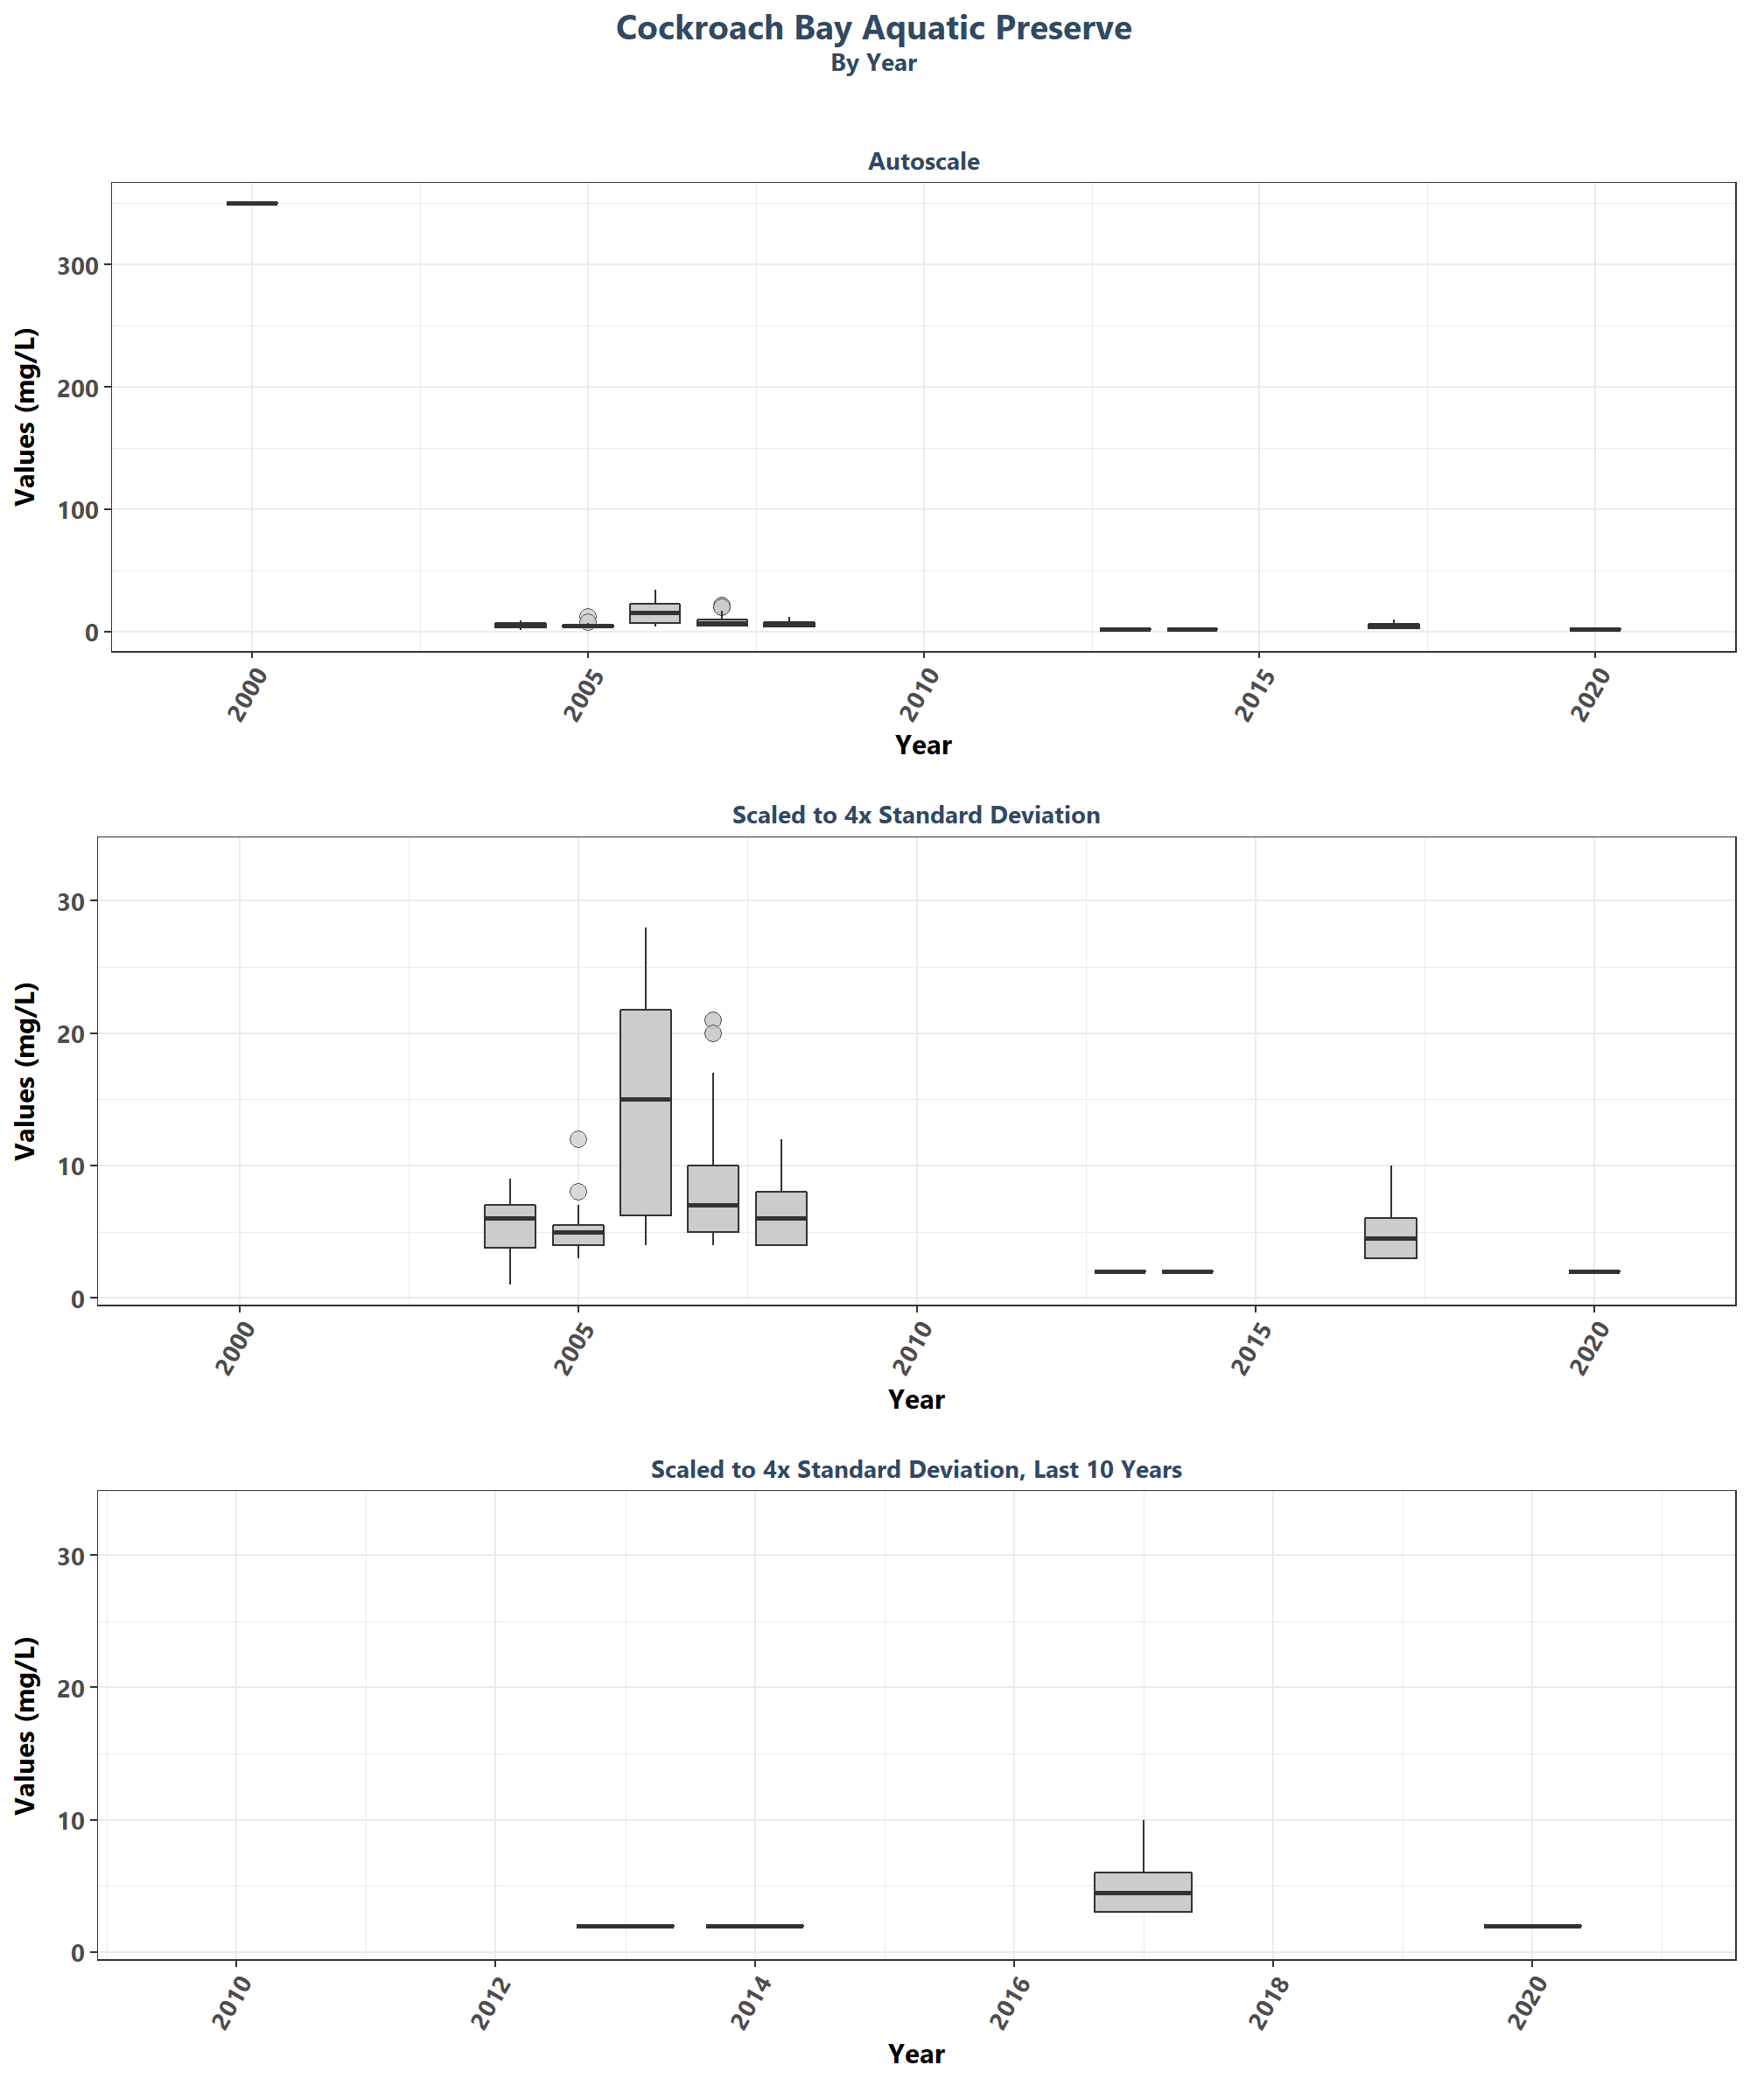 Cockroach Bay Aquatic Preserve
By Year
Autoscale
Values (mg/L)
300
200
100
0
2000 2005 2010 2015 2020
Year
Scaled to 4x Standard Deviation
Values (mg/L)
30
20
10
0
2000 2005 2010 2015 2020
Year
Scaled to 4x Standard Deviation, Last 10 Years
Values (mg/L)
30
20
10
0
2010 2012 2014 2016 2018 2020
Year